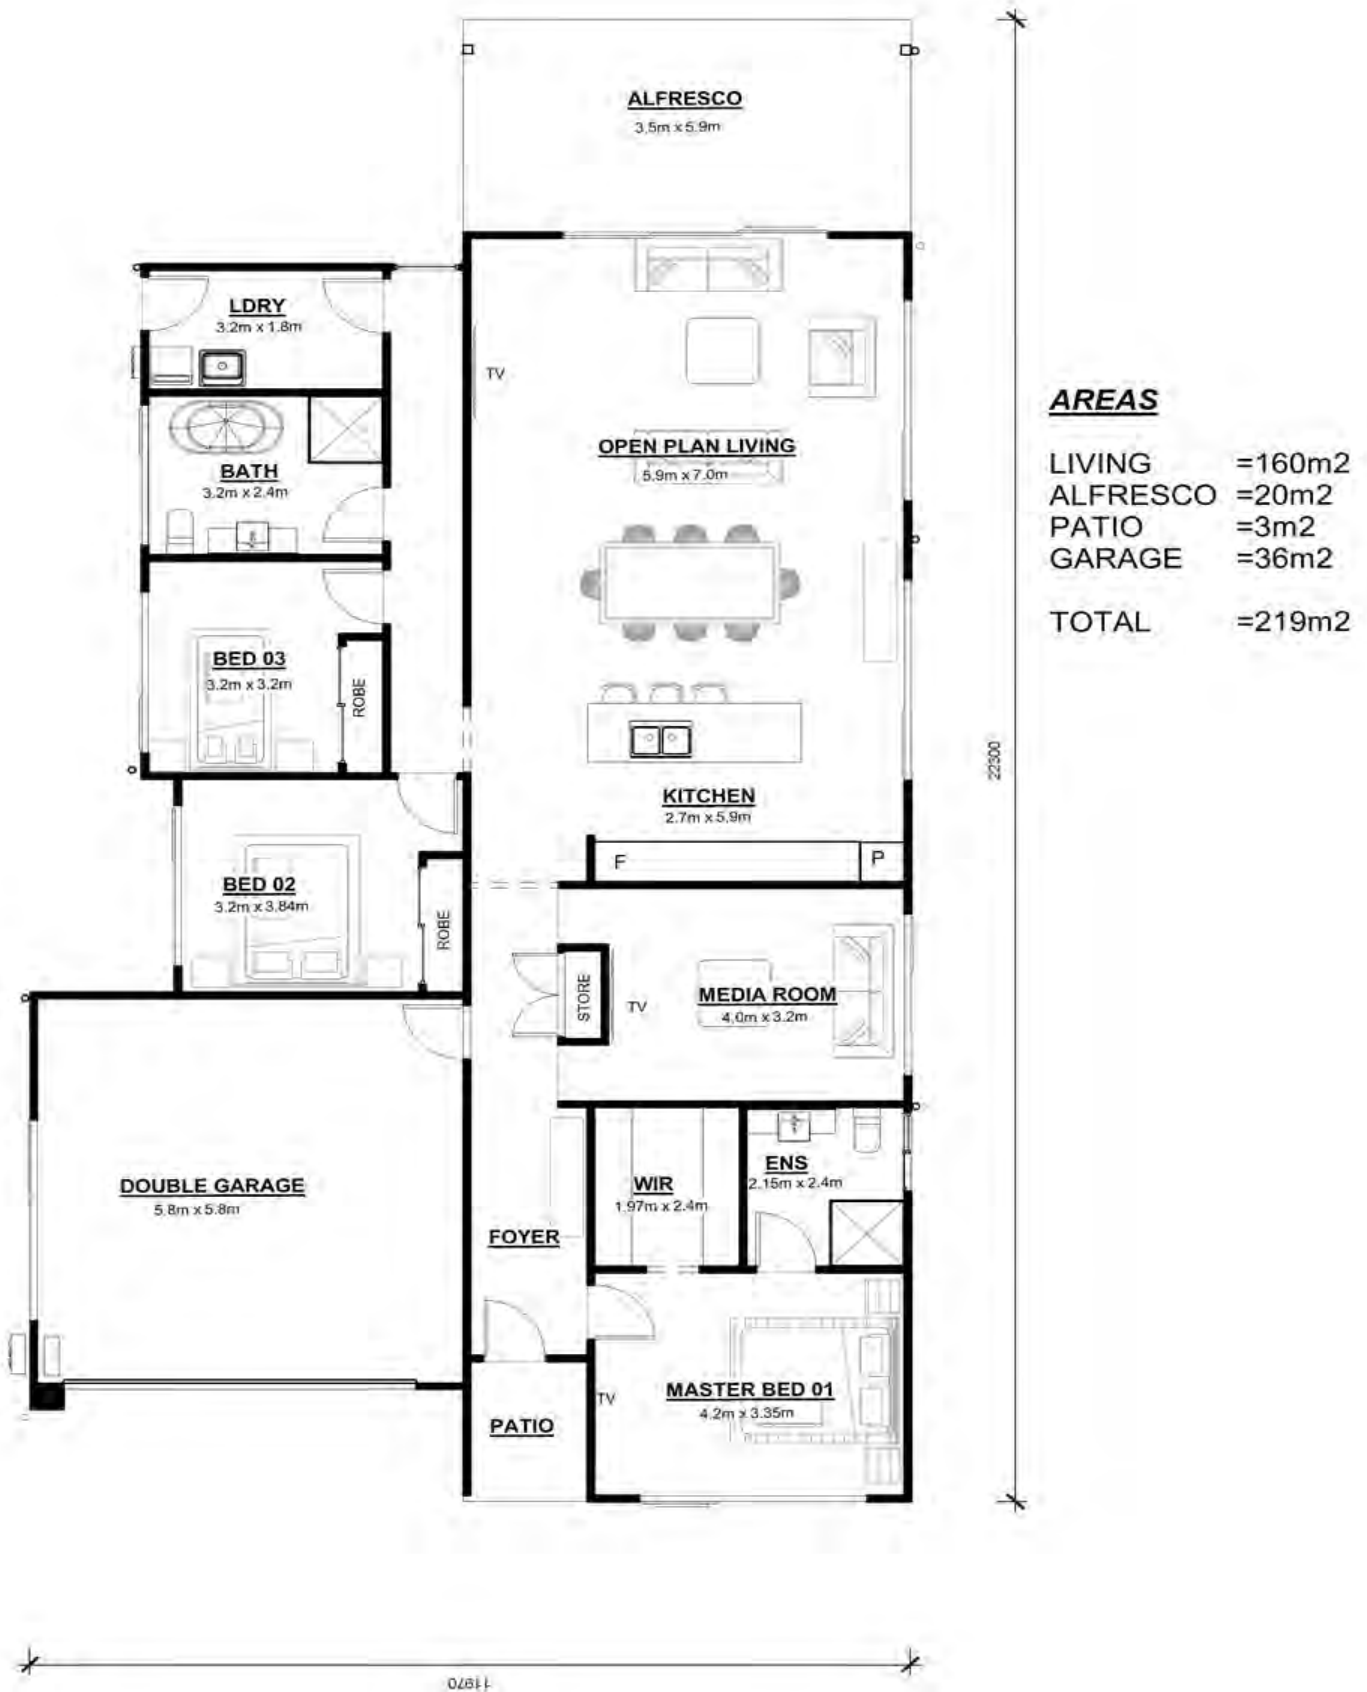 ALFRESCO
3.5m x 5.9m
LDRY
3.2m x 1.8m
TV
BATH
3.2m x 2.4m
OPEN PLAN LIVING
5.9m x 7.0m
BED 03
3.2m x 3.2m
ROBE
KITCHEN
2.7m x 5.9m
F
P
BED 02
3.2m x 3.84m
ROBE
STORE
TV
MEDIA ROOM
4.0m x 3.2m
DOUBLE GARAGE
5.8m x 5.8m
FOYER
WIR
1.97m x 2.4m
ENS
2.15m x 2.4m
TV
MASTER BED 01
4.2m x 3.35m
PATIO
AREAS
LIVING =160m2
ALFRESCO =20m2
PATIO =3m2
GARAGE =36m2
TOTAL =219m2
22300
11970